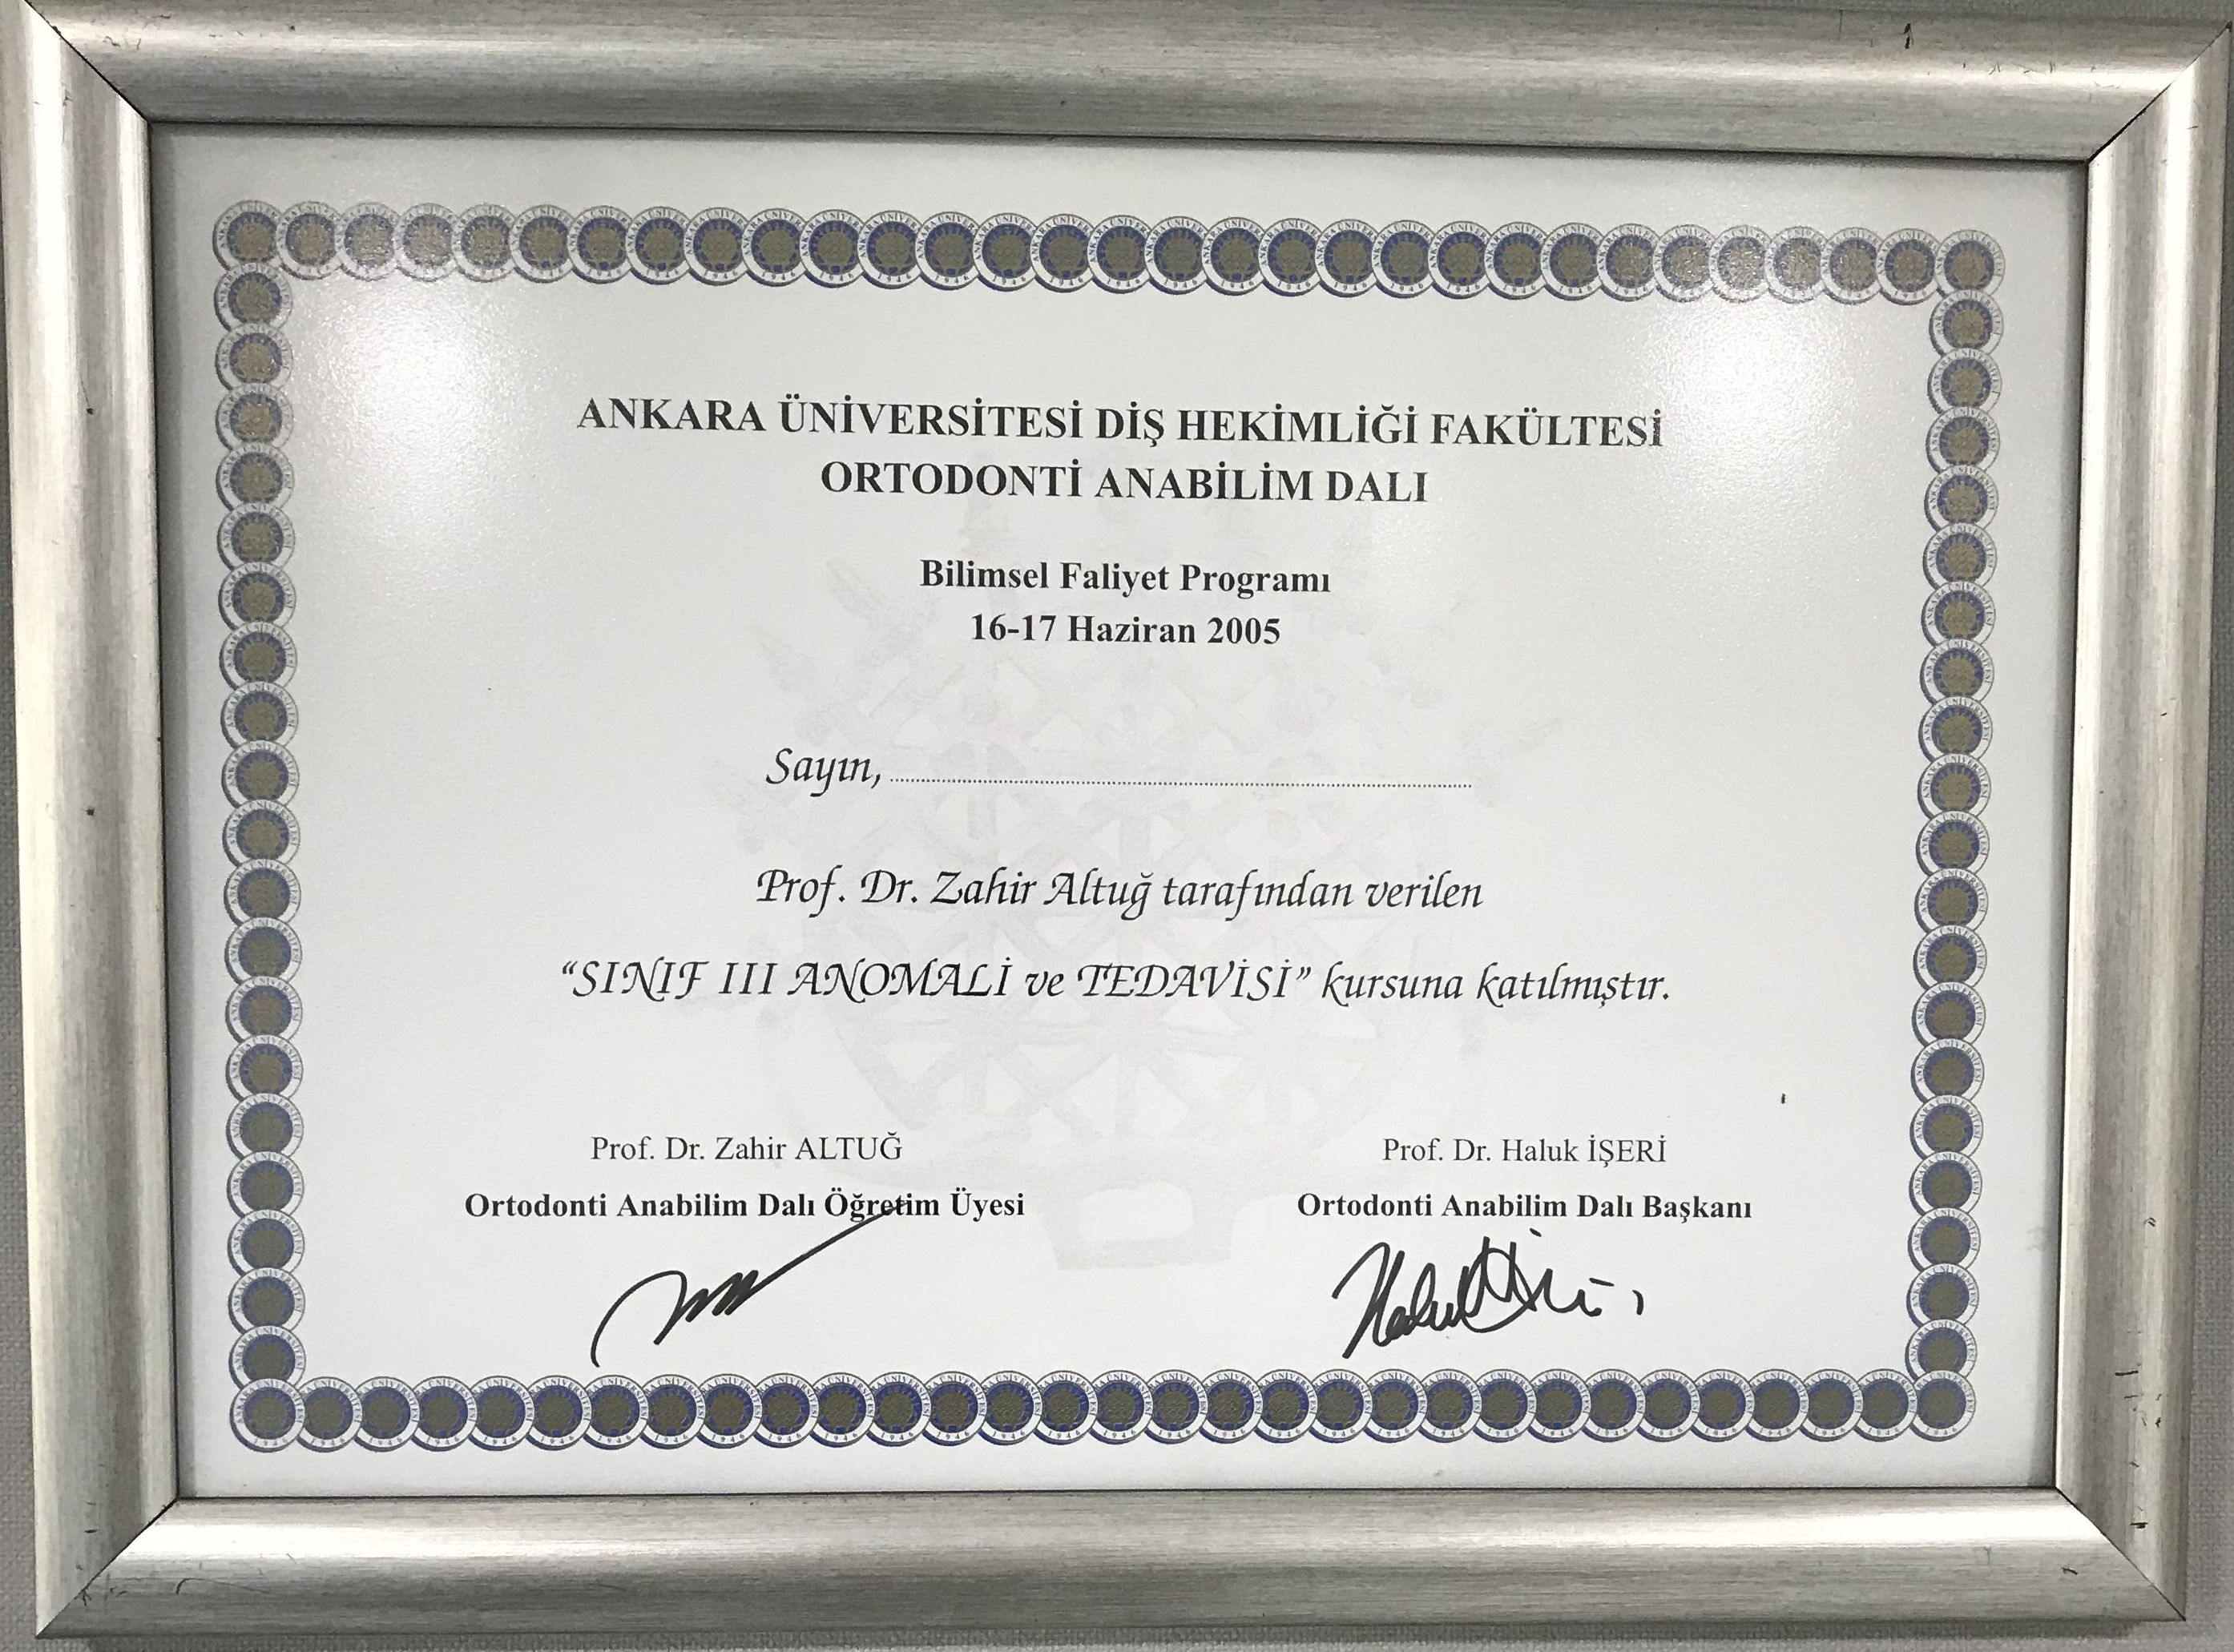 ANKARA ÜNİVERSİTESİ DİŞ HEKİMLİĞİ FAKÜLTESİ
ORTODONTİ ANABİLİM DALI
Bilimsel Faliyet Programı
16-17 Haziran 2005
Sayın,
Prof. Dr. Zahir Altuğ tarafından verilen
“SINIF III ANOMALİ ve TEDAVİSİ” kursuna katılmıştır.
Prof. Dr. Zahir ALTUĞ Prof. Dr. Haluk İŞERİ
Ortodonti Anabilim Dalı Öğretim Üyesi Ortodonti Anabilim Dalı Başkanı